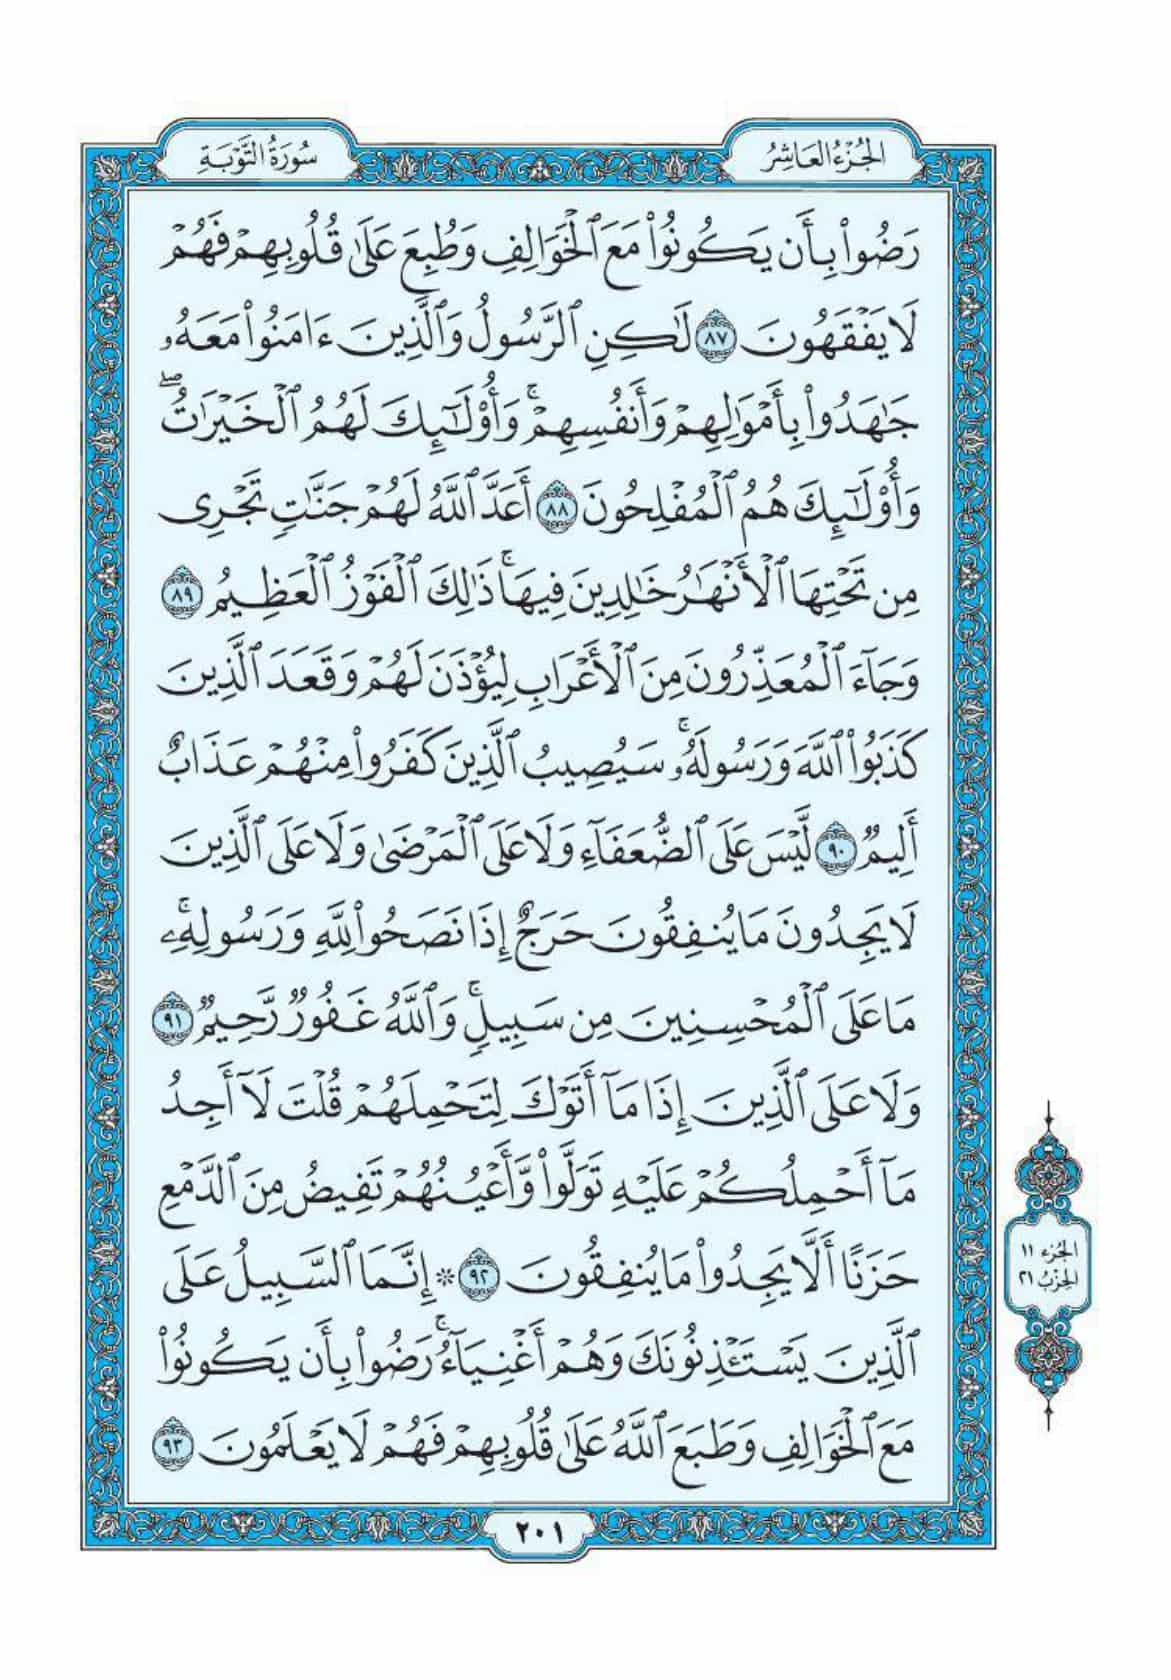 الجُزْءُ العَاشِرُ
سُورَةُ التَّوْبَةِ
رَضُوا۟ بِأَن يَكُونُوا۟ مَعَ ٱلْخَوَالِفِ وَطُبِعَ عَلَىٰ قُلُوبِهِمْ فَهُمْ
لَا يَفْقَهُونَ ٨٧ لَـٰكِنِ ٱلرَّسُولُ وَٱلَّذِينَ ءَامَنُوا۟ مَعَهُۥ
جَـٰهَدُوا۟ بِأَمْوَٰلِهِمْ وَأَنفُسِهِمْ ۚ وَأُو۟لَـٰٓئِكَ لَهُمُ ٱلْخَيْرَٰتُ ۖ
وَأُو۟لَـٰٓئِكَ هُمُ ٱلْمُفْلِحُونَ ٨٨ أَعَدَّ ٱللَّهُ لَهُمْ جَنَّـٰتٍ تَجْرِى
مِن تَحْتِهَا ٱلْأَنْهَـٰرُ خَـٰلِدِينَ فِيهَا ۚ ذَٰلِكَ ٱلْفَوْزُ ٱلْعَظِيمُ ٨٩
وَجَآءَ ٱلْمُعَذِّرُونَ مِنَ ٱلْأَعْرَابِ لِيُؤْذَنَ لَهُمْ وَقَعَدَ ٱلَّذِينَ
كَذَبُوا۟ ٱللَّهَ وَرَسُولَهُۥ ۚ سَيُصِيبُ ٱلَّذِينَ كَفَرُوا۟ مِنْهُمْ عَذَابٌ
أَلِيمٌ ٩٠ لَّيْسَ عَلَى ٱلضُّعَفَآءِ وَلَا عَلَى ٱلْمَرْضَىٰ وَلَا عَلَى ٱلَّذِينَ
لَا يَجِدُونَ مَا يُنفِقُونَ حَرَجٌ إِذَا نَصَحُوا۟ لِلَّهِ وَرَسُولِهِۦ ۚ
مَا عَلَى ٱلْمُحْسِنِينَ مِن سَبِيلٍ ۚ وَٱللَّهُ غَفُورٌ رَّحِيمٌ ٩١
وَلَا عَلَى ٱلَّذِينَ إِذَا مَآ أَتَوْكَ لِتَحْمِلَهُمْ قُلْتَ لَآ أَجِدُ
مَآ أَحْمِلُكُمْ عَلَيْهِ تَوَلَّوا۟ وَّأَعْيُنُهُمْ تَفِيضُ مِنَ ٱلدَّمْعِ
حَزَنًا أَلَّا يَجِدُوا۟ مَا يُنفِقُونَ ٩٢ ۞ إِنَّمَا ٱلسَّبِيلُ عَلَى
ٱلَّذِينَ يَسْتَـْٔذِنُونَكَ وَهُمْ أَغْنِيَآءُ ۚ رَضُوا۟ بِأَن يَكُونُوا۟
مَعَ ٱلْخَوَالِفِ وَطَبَعَ ٱللَّهُ عَلَىٰ قُلُوبِهِمْ فَهُمْ لَا يَعْلَمُونَ ٩٣
الجُزْء ١١
الحِزْبُ ٢١
٢٠١